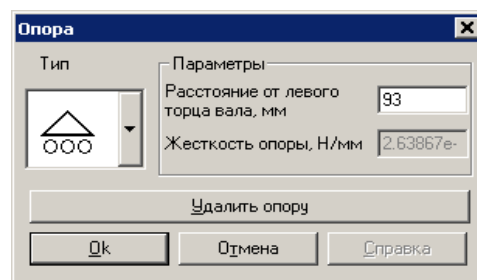 Опора
Тип
Параметры
Расстояние от левого
торца вала, мм
93
Жесткость опоры, Н/мм
2.63867e-
Удалить опору
Ok
Отмена
Справка